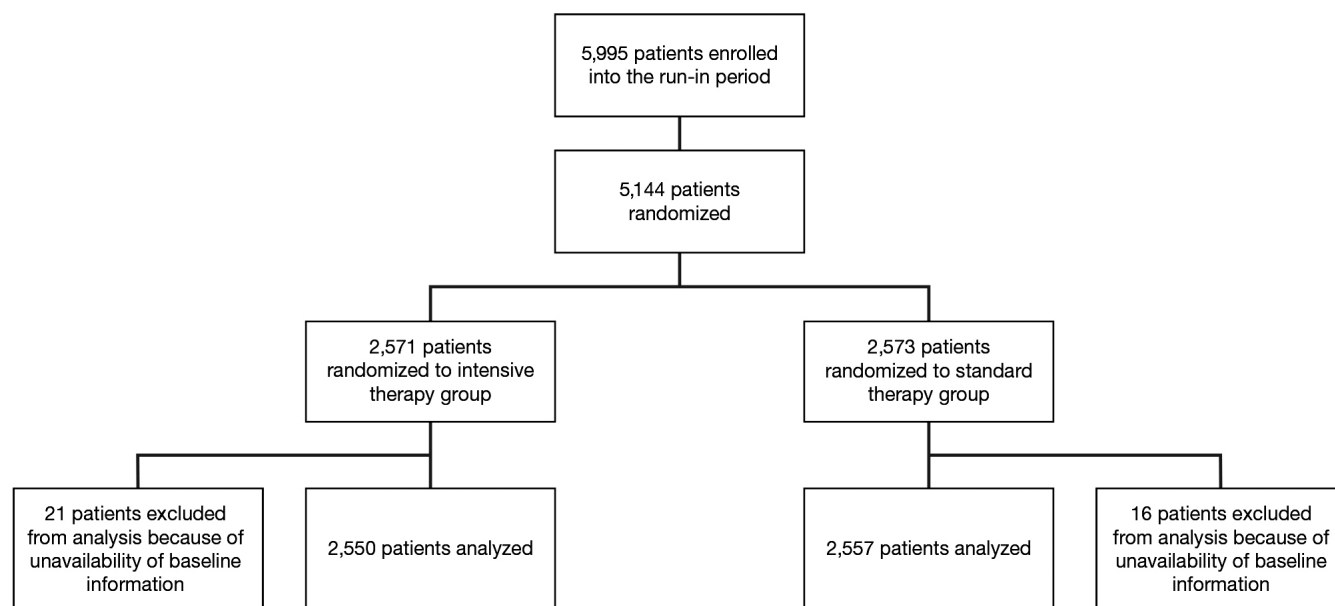 5,995 patients enrolled
into the run-in period
5,144 patients
randomized
2,571 patients
randomized to intensive
therapy group
2,573 patients
randomized to standard
therapy group
21 patients excluded
from analysis because of
unavailability of baseline
information
2,550 patients analyzed
2,557 patients analyzed
16 patients excluded
from analysis because of
unavailability of baseline
information